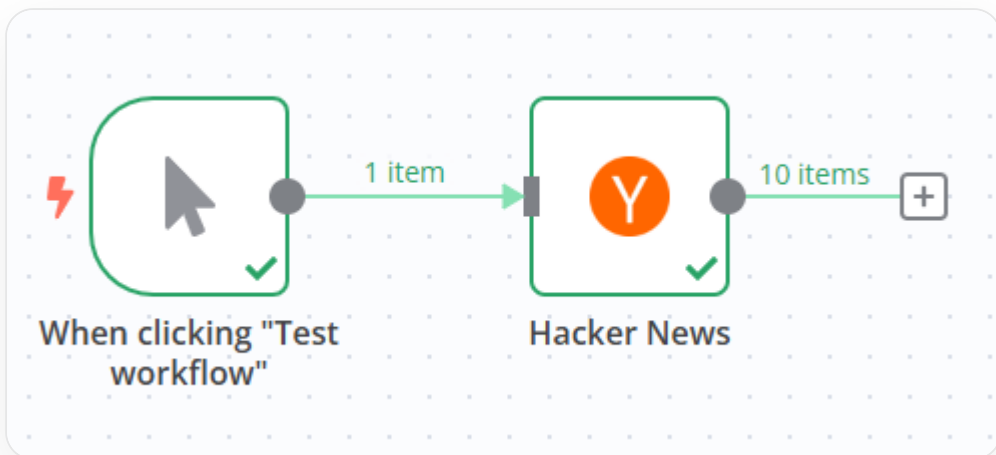 1 item
10 items
When clicking "Test
workflow"
Hacker News